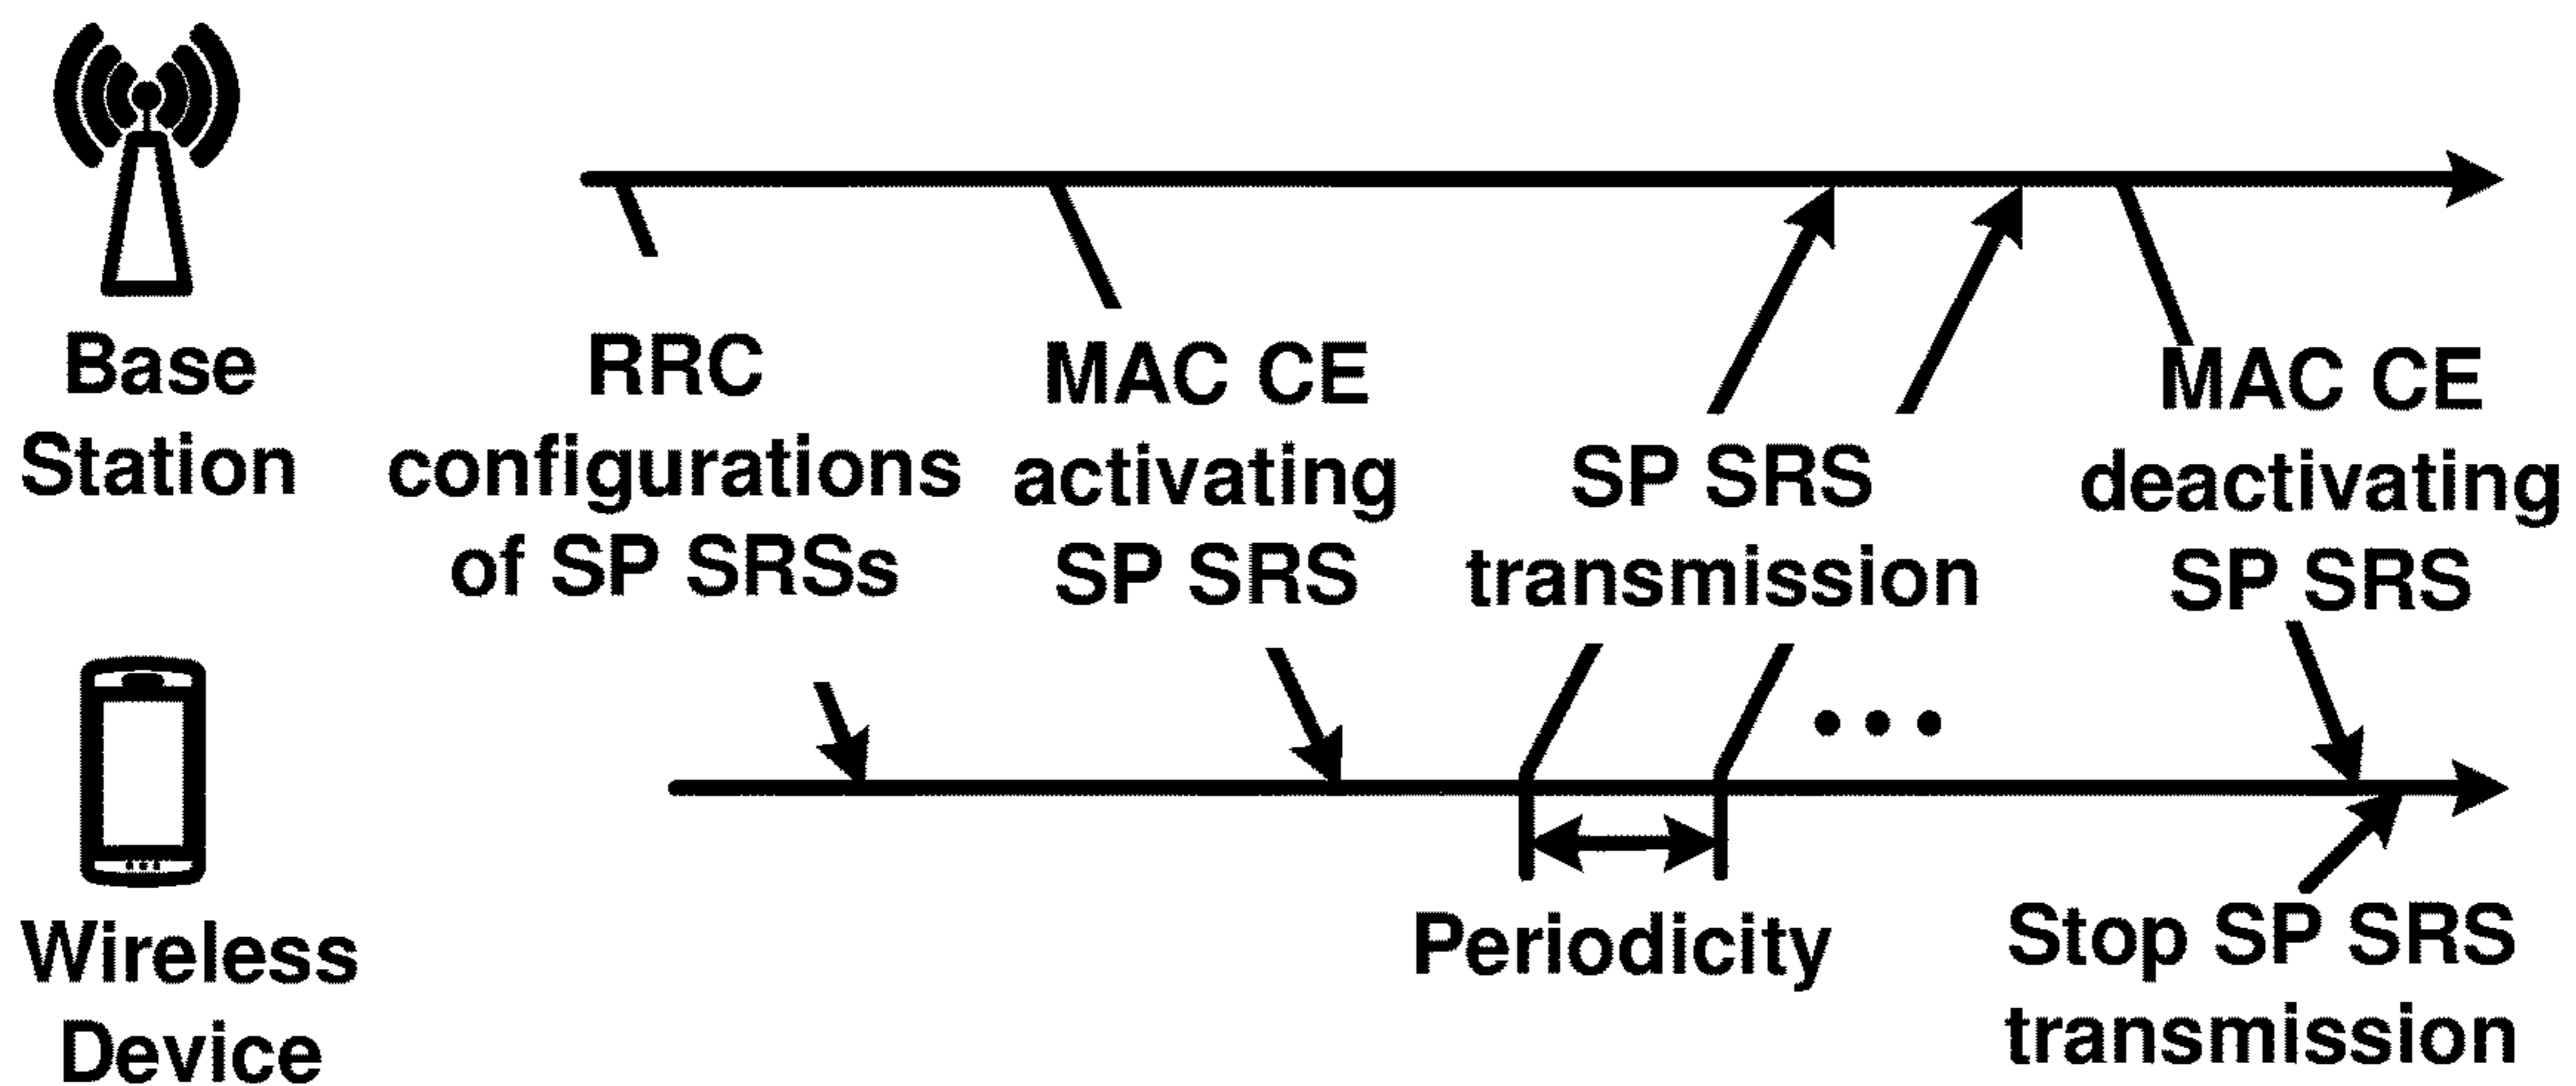 Base
Station
RRC
configurations
of SP SRSs
MAC CE
activating
SP SRS
SP SRS
transmission
MAC CE
deactivating
SP SRS
Wireless
Device
Periodicity
Stop SP SRS
transmission